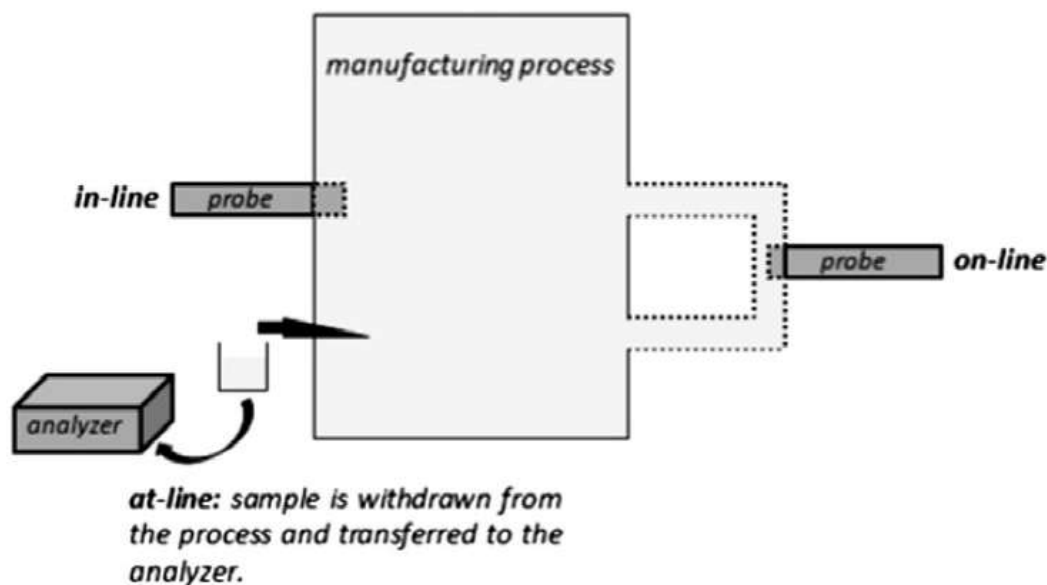 manufacturing process
in-line
probe
probe
on-line
analyzer
at-line: sample is withdrawn from
the process and transferred to the
analyzer.